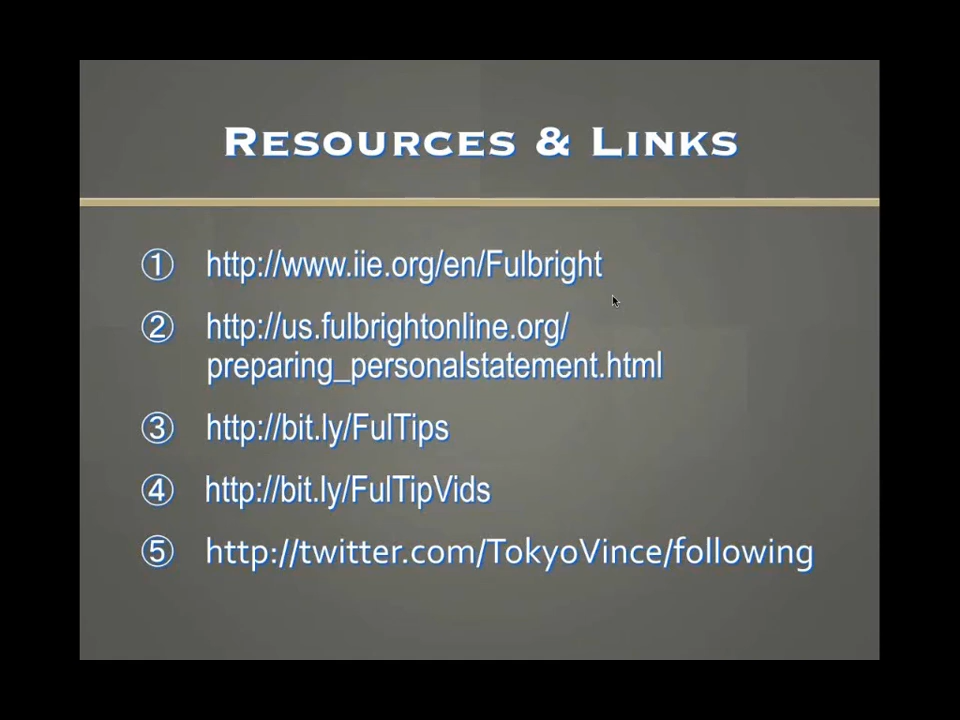 RESOURCES & LINKS
① http://www.iie.org/en/Fulbright
② http://us.fulbrightonline.org/
preparing_personalstatement.html
③ http://bit.ly/FulTips
④ http://bit.ly/FulTipVids
⑤ http://twitter.com/TokyoVince/following